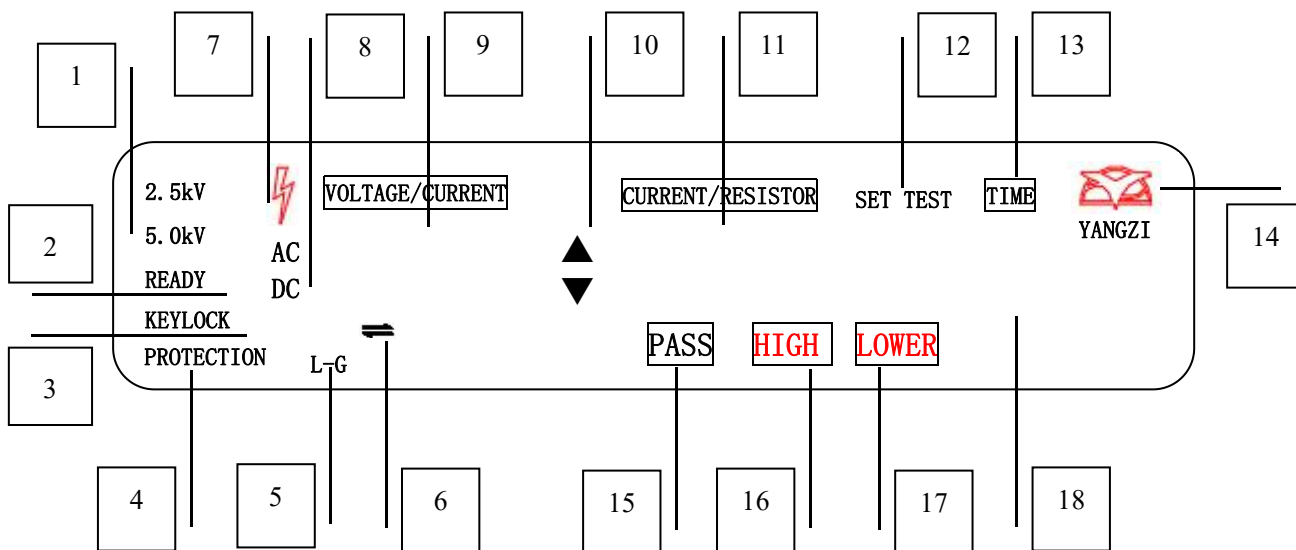 7 8 9 10 11 12 13
1
2.5kV VOLTAGE/CURRENT CURRENT/RESISTOR SET TEST TIME
5.0kV AC YANGZI 14
2 READY DC
KEYLOCK
3 PROTECTION L-G PASS HIGH LOWER
4 5 6 15 16 17 18